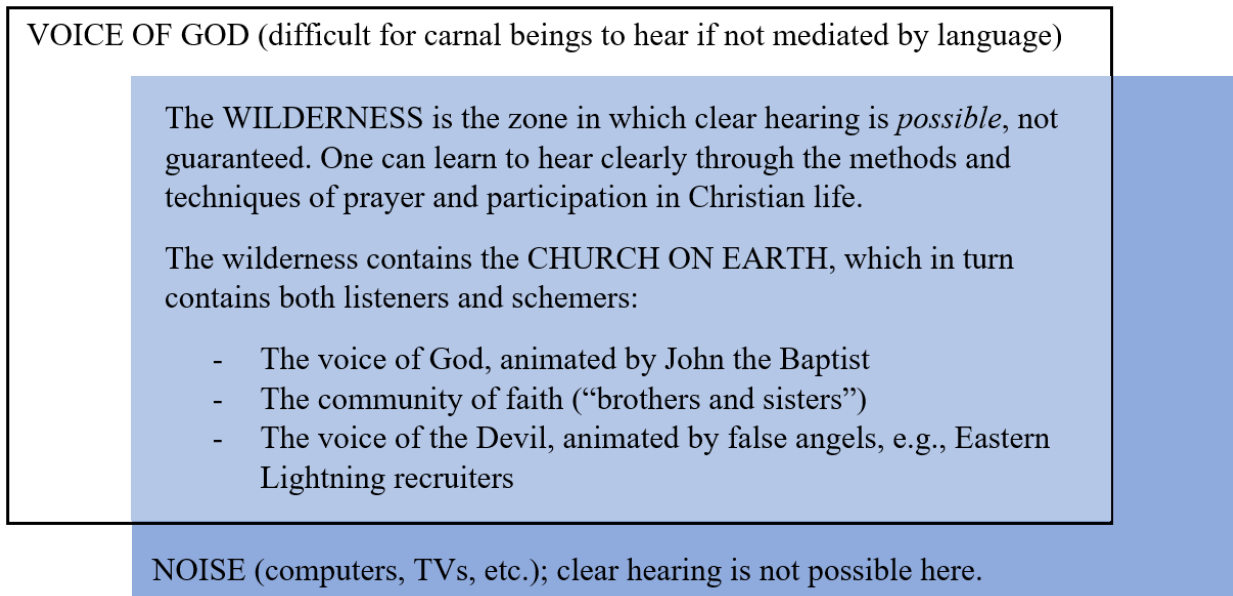 VOICE OF GOD (difficult for carnal beings to hear if not mediated by language)
The WILDERNESS is the zone in which clear hearing is possible, not
guaranteed. One can learn to hear clearly through the methods and
techniques of prayer and participation in Christian life.
The wilderness contains the CHURCH ON EARTH, which in turn
contains both listeners and schemers:
- The voice of God, animated by John the Baptist
- The community of faith (“brothers and sisters”)
- The voice of the Devil, animated by false angels, e.g., Eastern
Lightning recruiters
NOISE (computers, TVs, etc.); clear hearing is not possible here.